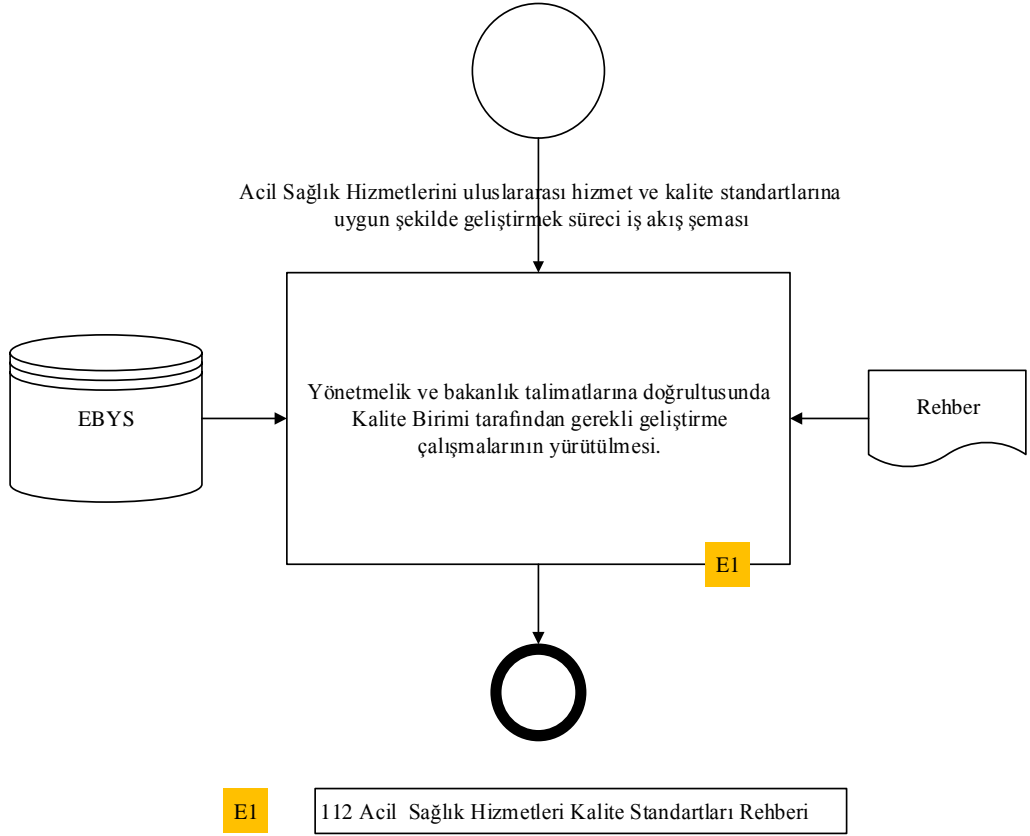 Acil Sağlık Hizmetlerini uluslararası hizmet ve kalite standartlarına
uygun şekilde geliştirmek süreci iş akış şeması
EBYS
Yönetmelik ve bakanlık talimatlarına doğrultusunda
Kalite Birimi tarafından gerekli geliştirme
çalışmalarının yürütülmesi.
Rehber
E1
E1
112 Acil Sağlık Hizmetleri Kalite Standartları Rehberi